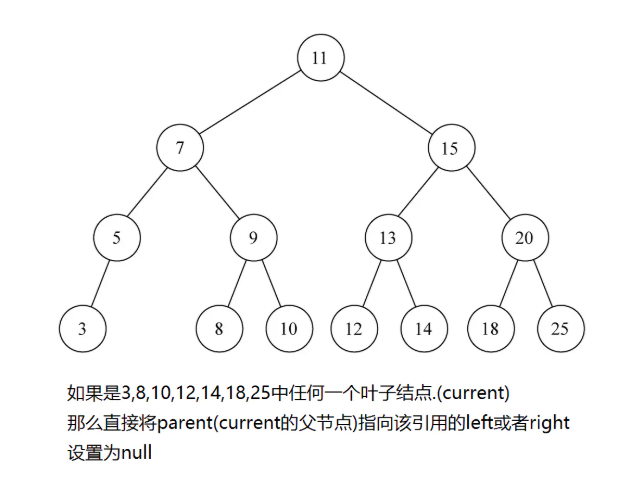 11
7 15
5 9 13 20
3 8 10 12 14 18 25
如果是3,8,10,12,14,18,25中任何一个叶子结点.(current)
那么直接将parent(current的父节点)指向该引用的left或者right
设置为null